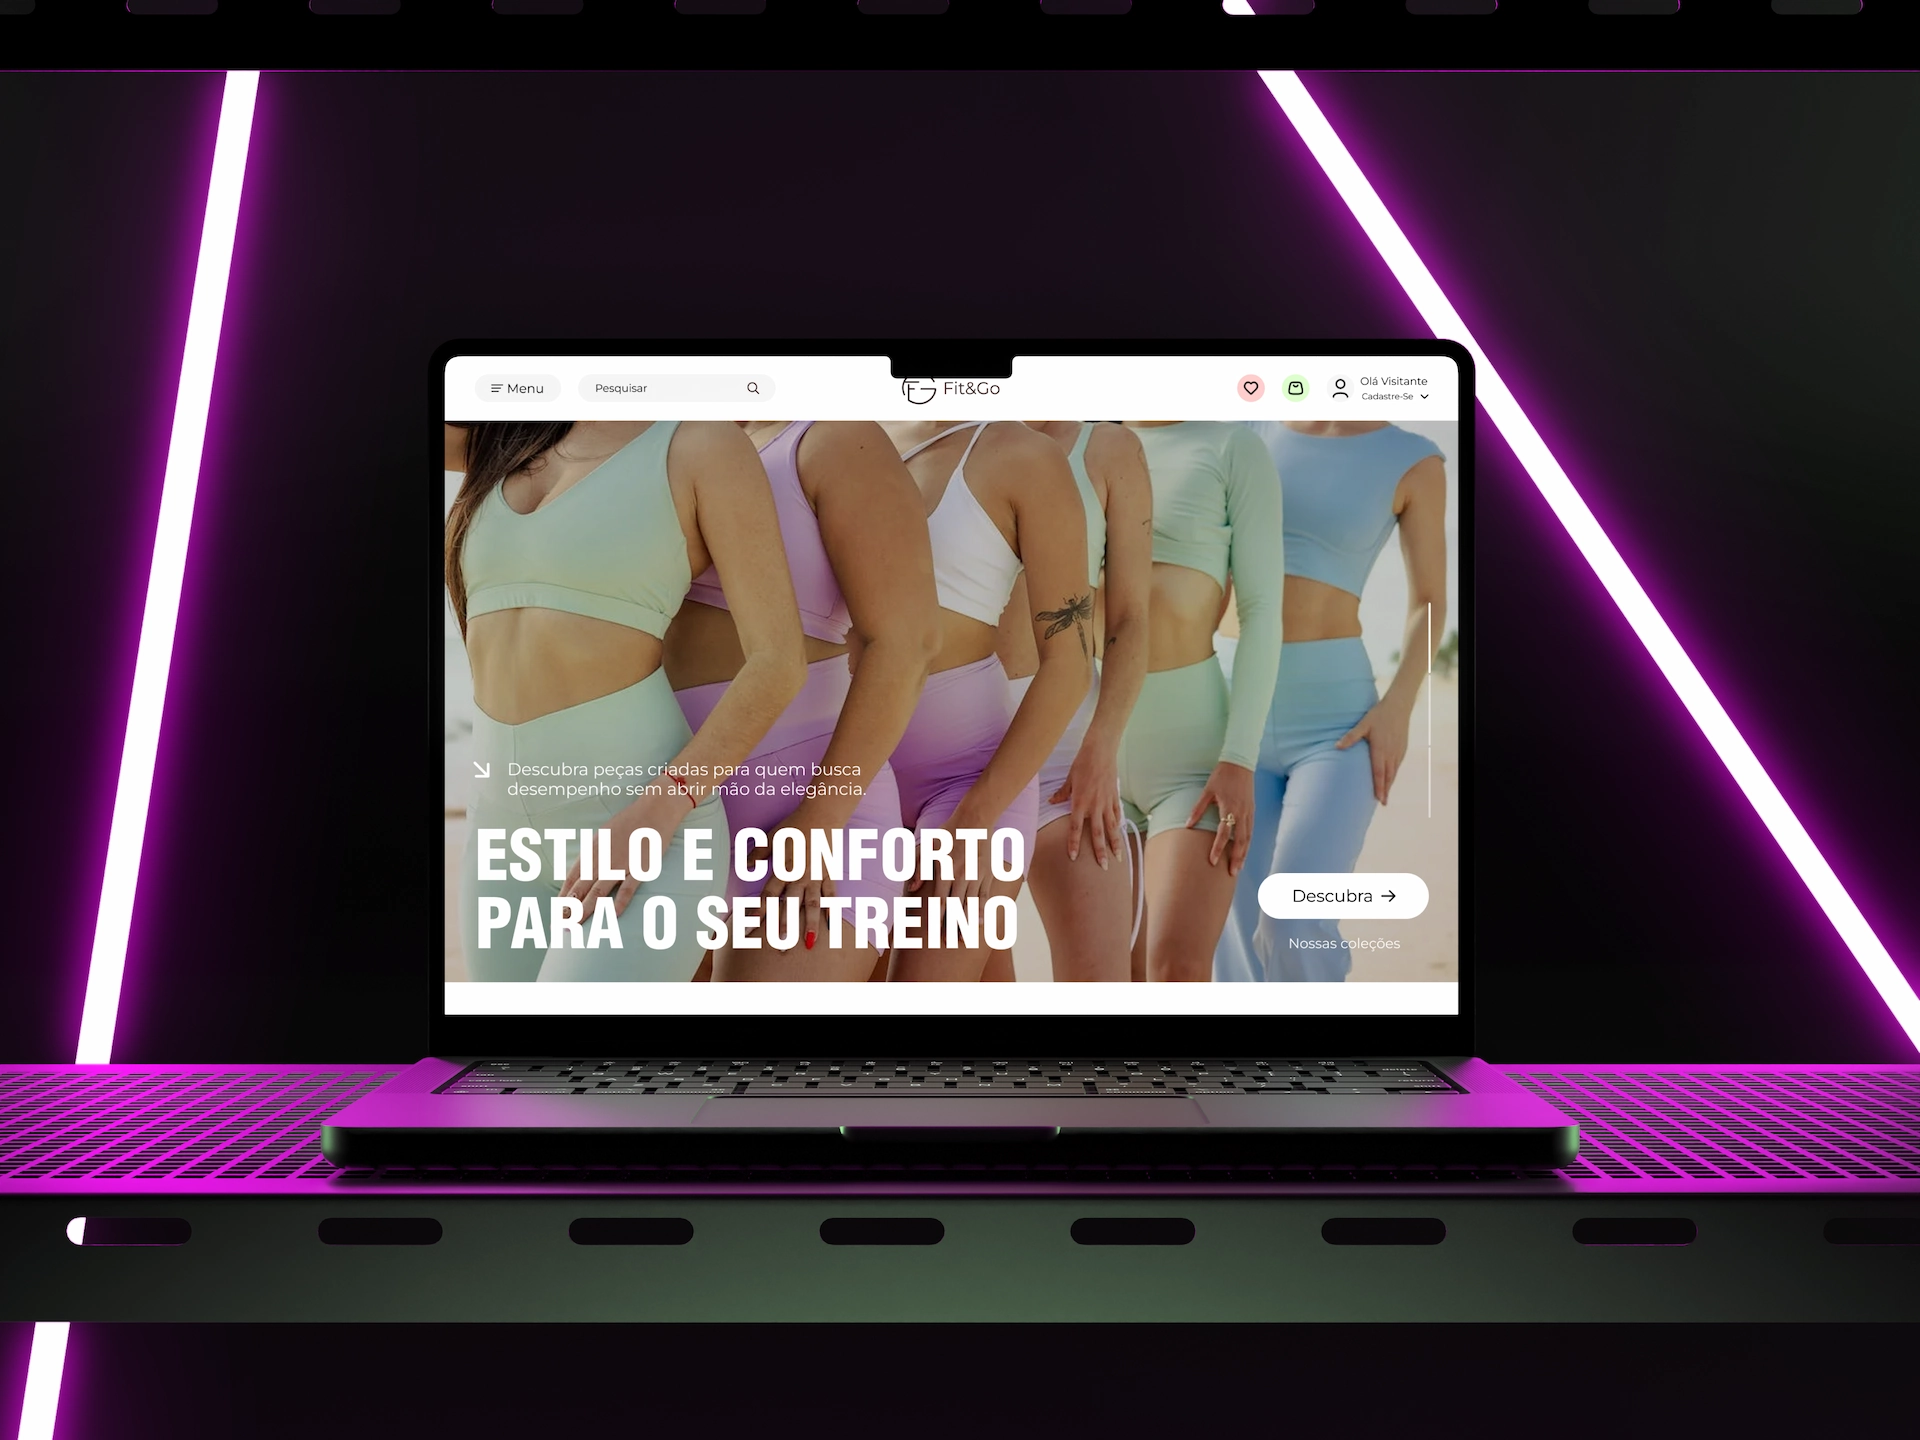 Menu
Pesquisar
Fit&Go
Olá Visitante
Cadastre-Se
Descubra peças criadas para quem busca
desempenho sem abrir mão da elegância.
ESTILO E CONFORTO
PARA O SEU TREINO
Descubra →
Nossas coleções